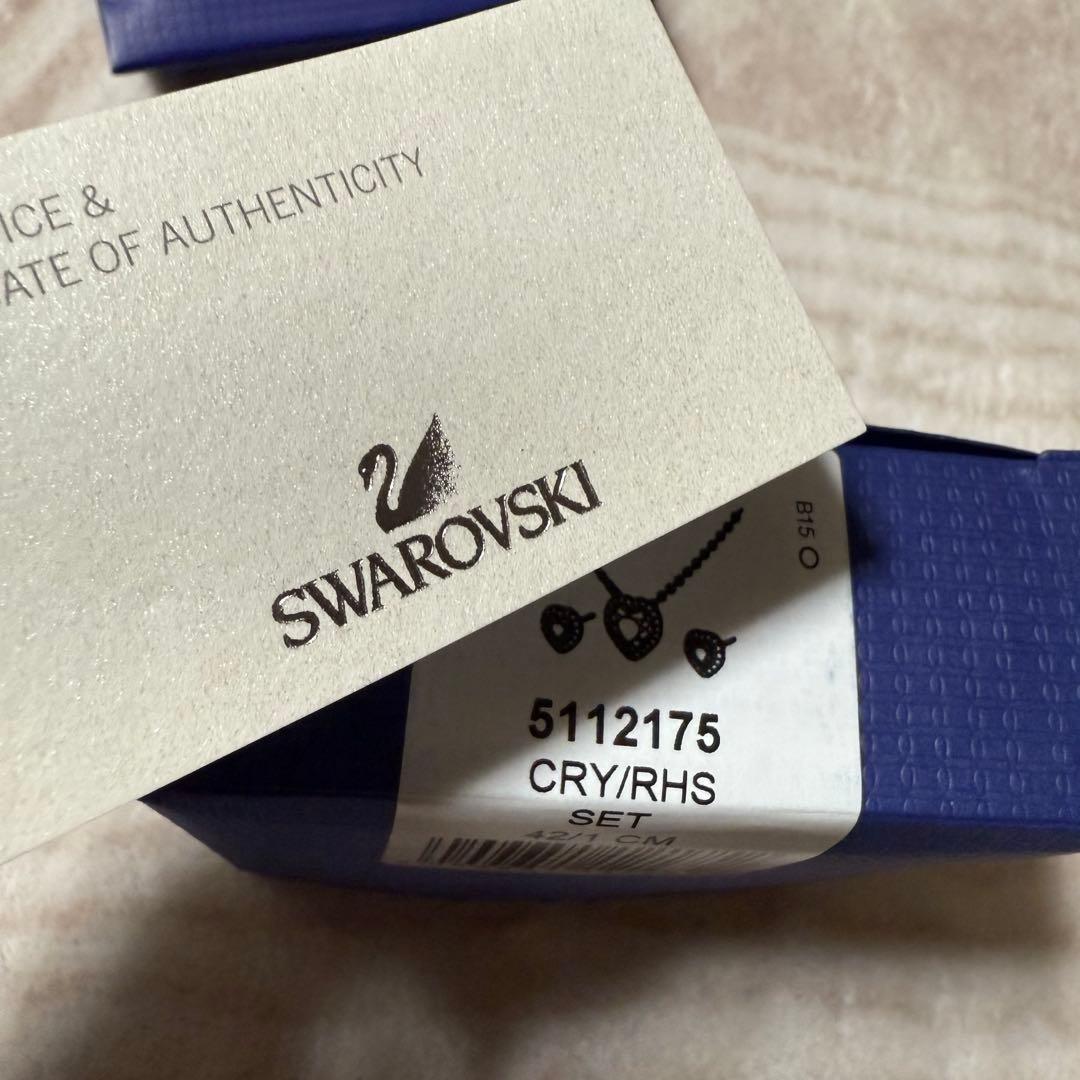 ICE &
ATE OF AUTHENTICITY
SWAROVSKI
B15 O
5112175
CRY/RHS
SET
42/1 CM